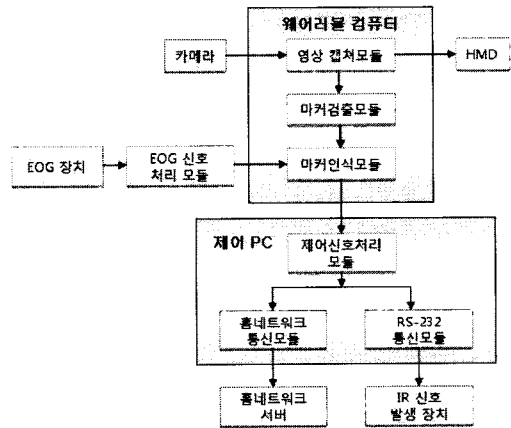 웨어러블 컴퓨터
카메라
영상 캡쳐모듈
HMD
마커검출모듈
EOG 장치
EOG 신호
처리 모듈
마커인식모듈
제어 PC
제어신호처리
모듈
홈네트워크
통신모듈
RS-232
통신모듈
홈네트워크
서버
IR 신호
발생 장치